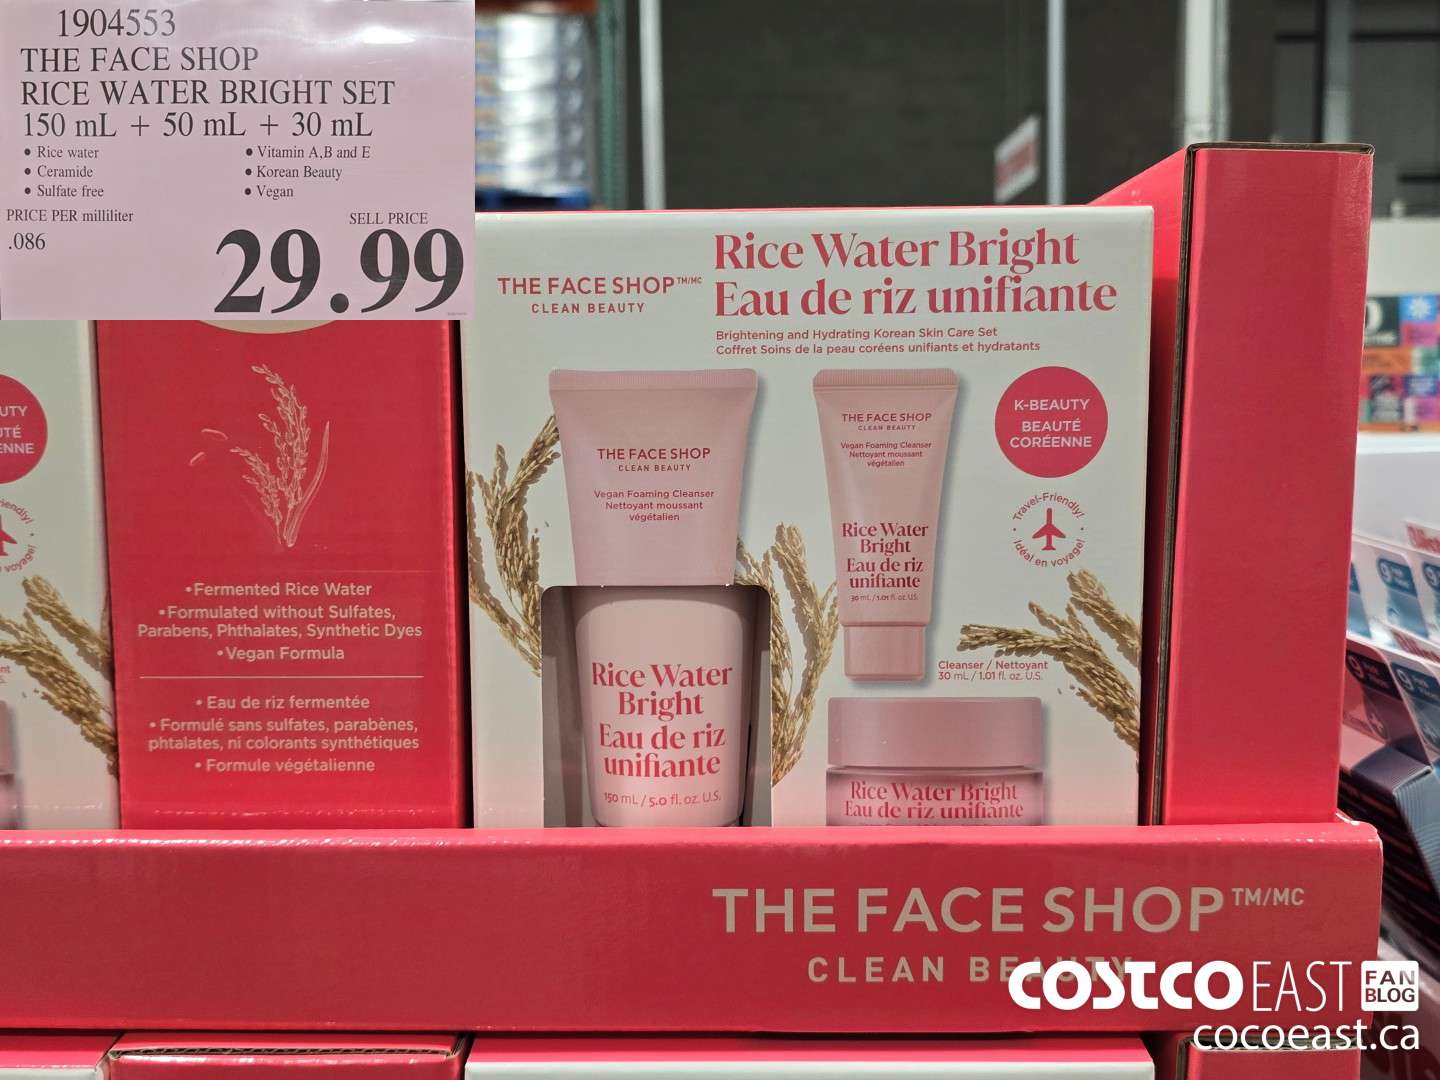 1904553
THE FACE SHOP
RICE WATER BRIGHT SET
150 mL + 50 mL + 30 mL
• Rice water
• Ceramide
• Sulfate free
• Vitamin A,B and E
• Korean Beauty
• Vegan
PRICE PER milliliter
.086
SELL PRICE
29.99
THE FACE SHOP TM/MC
CLEAN BEAUTY
Rice Water Bright
Eau de riz unifiante
Brightening and Hydrating Korean Skin Care Set
Coffret Soins de la peau coréens unifiants et hydratants
K-BEAUTY
BEAUTÉ
CORÉENNE
Travel-Friendly!
Idéal en voyage!
THE FACE SHOP
CLEAN BEAUTY
Vegan Foaming Cleanser
Nettoyant moussant
végétalien
Rice Water
Bright
Eau de riz
unifiante
150 mL / 5.0 fl. oz. U.S.
THE FACE SHOP
CLEAN BEAUTY
Vegan Foaming Cleanser
Nettoyant moussant
végétalien
Rice Water
Bright
Eau de riz
unifiante
30 mL / 1.01 fl. oz. U.S.
Cleanser / Nettoyant
30 mL / 1.01 fl. oz. U.S.
Rice Water Bright
Eau de riz unifiante
• Fermented Rice Water
• Formulated without Sulfates,
Parabens, Phthalates, Synthetic Dyes
• Vegan Formula
• Eau de riz fermentée
• Formulé sans sulfates, parabènes,
phtalates, ni colorants synthétiques
• Formule végétalienne
THE FACE SHOP TM/MC
CLEAN BEAUTY
COSTCO EAST FAN
BLOG
cocoeast.ca